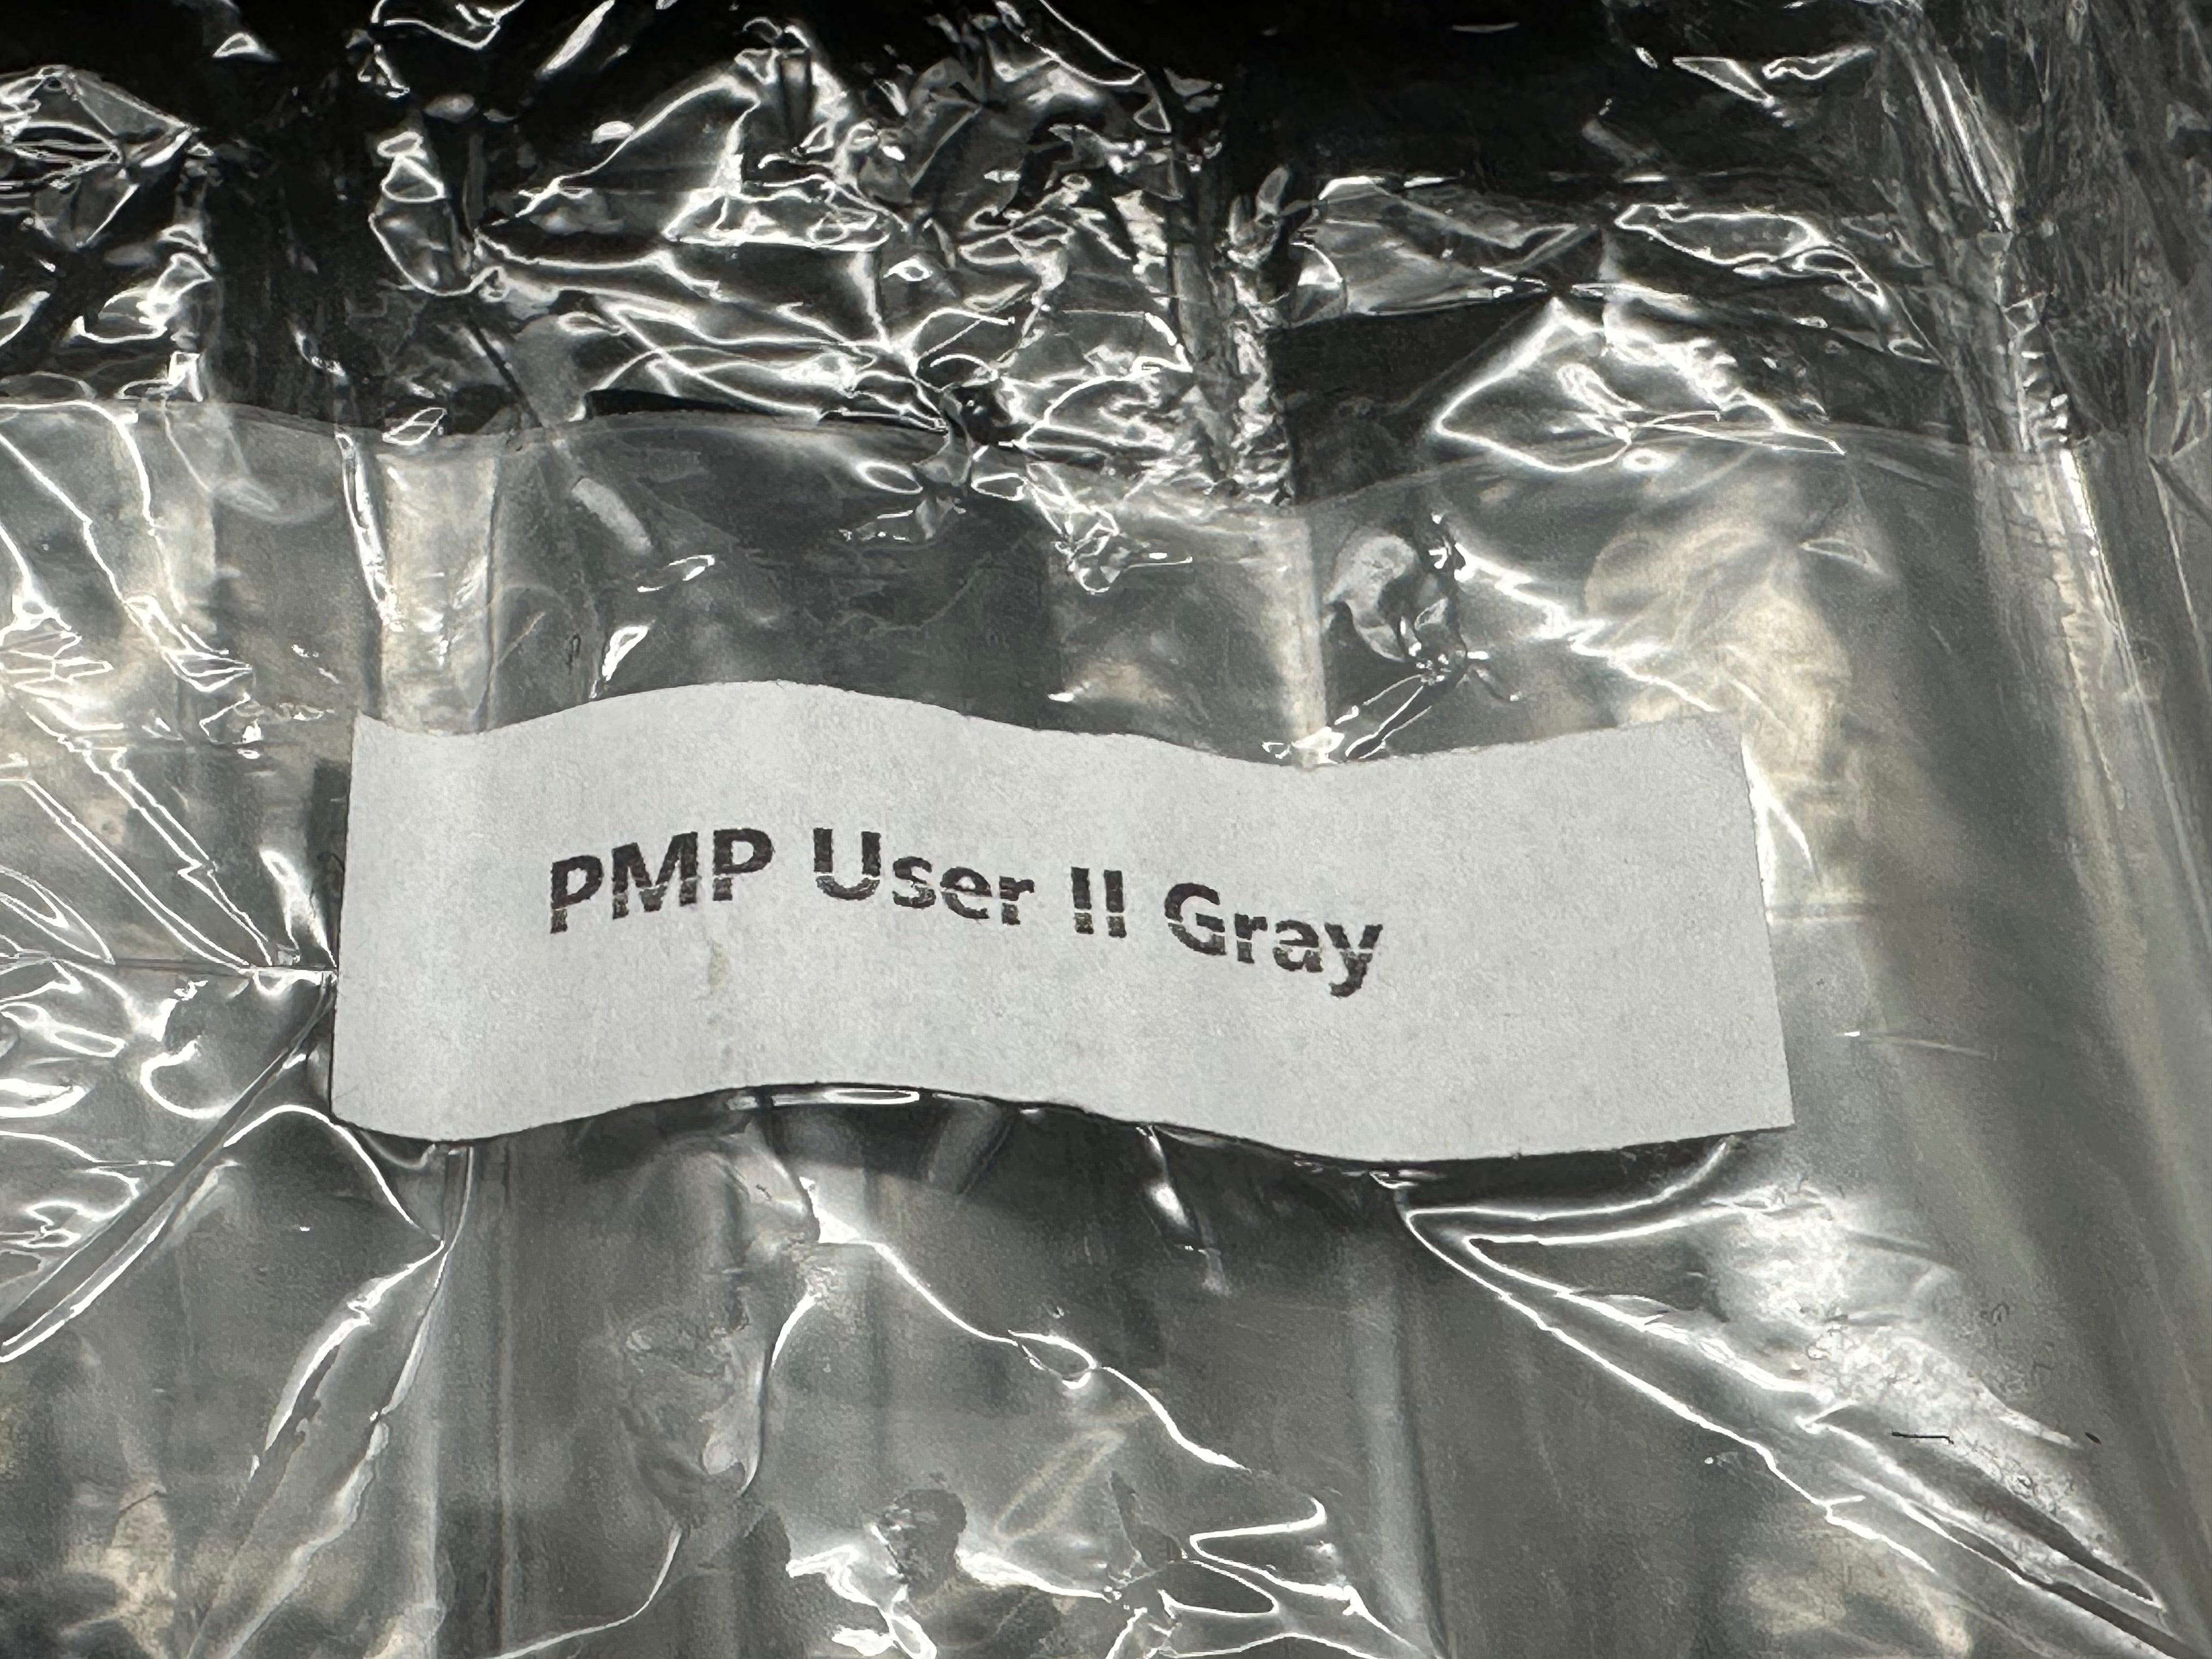 PMP User II Gray